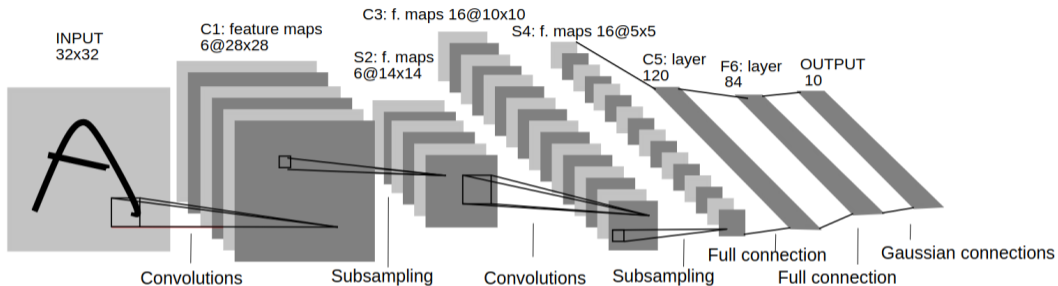 INPUT
32x32
C1: feature maps
6@28x28
S2: f. maps
6@14x14
C3: f. maps 16@10x10
S4: f. maps 16@5x5
C5: layer
120
F6: layer
84
OUTPUT
10
A
Convolutions
Subsampling
Convolutions
Subsampling
Full connection
Full connection
Gaussian connections